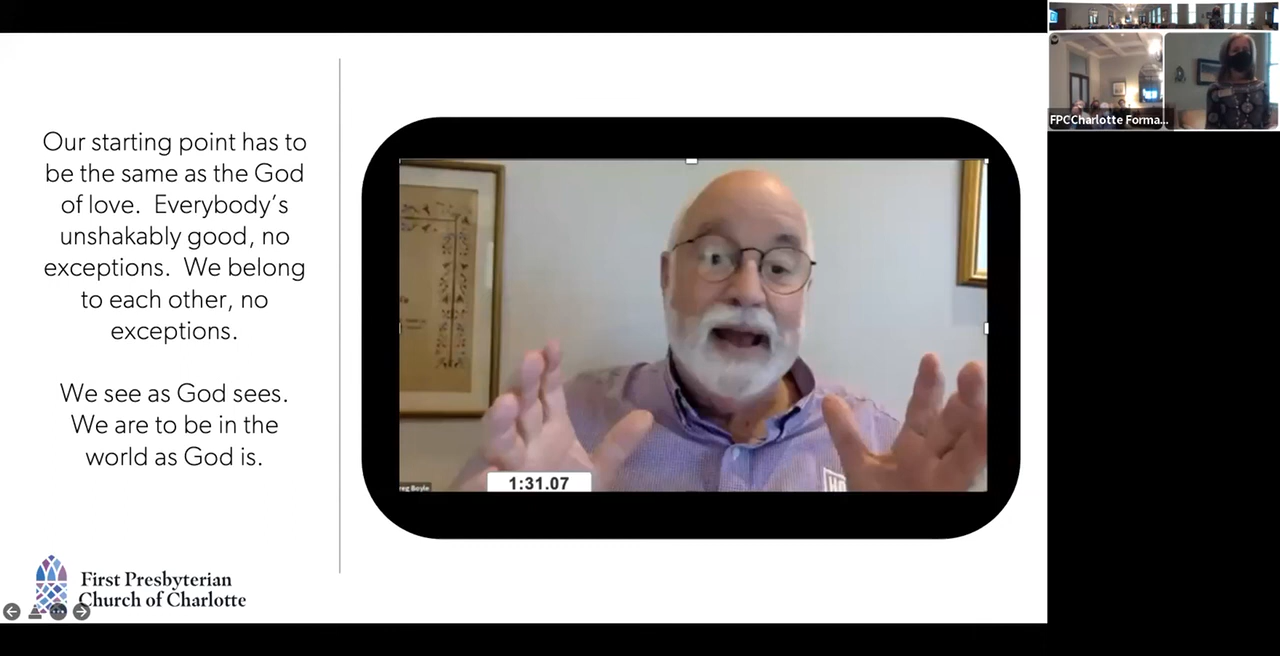 Our starting point has to
be the same as the God
of love.  Everybody's
unshakably good, no
exceptions.  We belong
to each other, no
exceptions.
We see as God sees.
We are to be in the
world as God is.
First Presbyterian
Church of Charlotte
reg Boyle
1:31.07
FPCCharlotte Forma...